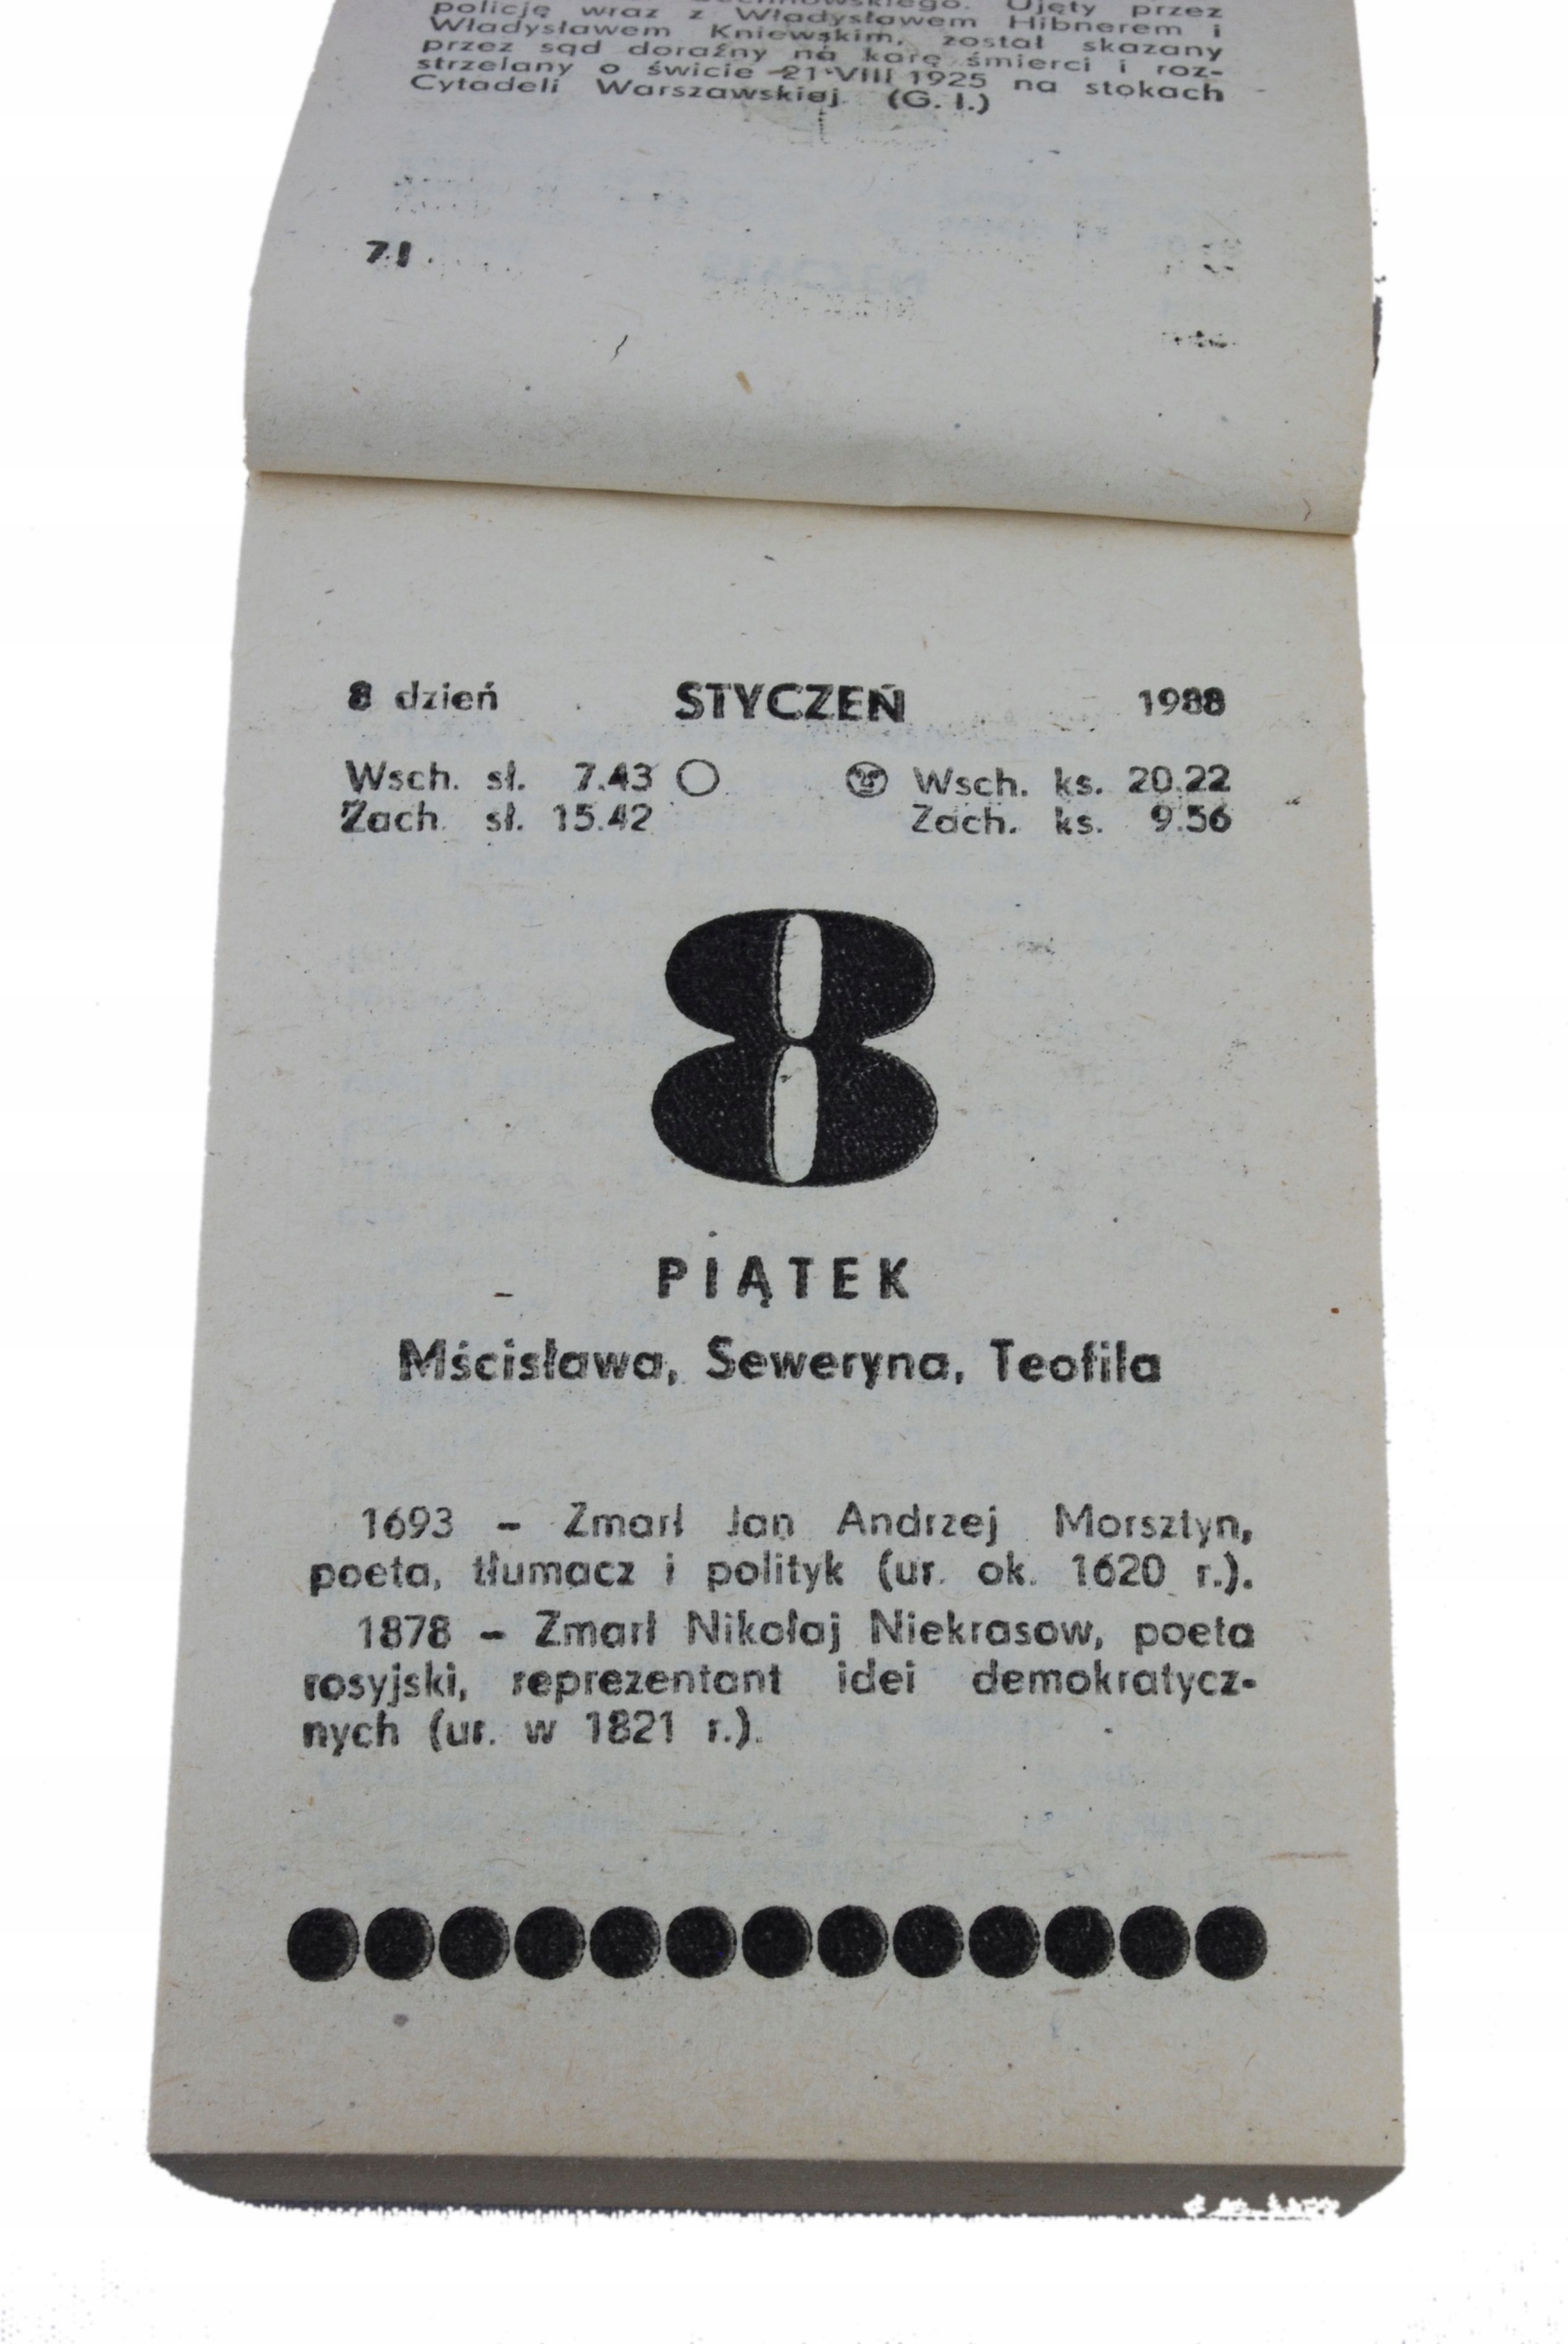 policję wraz z Władysławem Hibnerem i
Władysławem Kniewskim, został skazany
przez sąd doraźny na karę śmierci i roz-
strzelany o świcie 21 VIII 1925 na stokach
Cytadeli Warszawskiej. (G. I.)
8 dzień STYCZEŃ 1988
Wsch. sł. 7.43 Wsch. ks. 20.22
Zach. sł. 15.42 Zach. ks. 9.56
8
PIĄTEK
Mścisława, Seweryna, Teofila
1693 – Zmarł Jan Andrzej Morsztyn,
poeta, tłumacz i polityk (ur. ok. 1620 r.).
1878 – Zmarł Nikołaj Niekrasow, poeta
rosyjski, reprezentant idei demokratycz-
nych (ur. w 1821 r.).